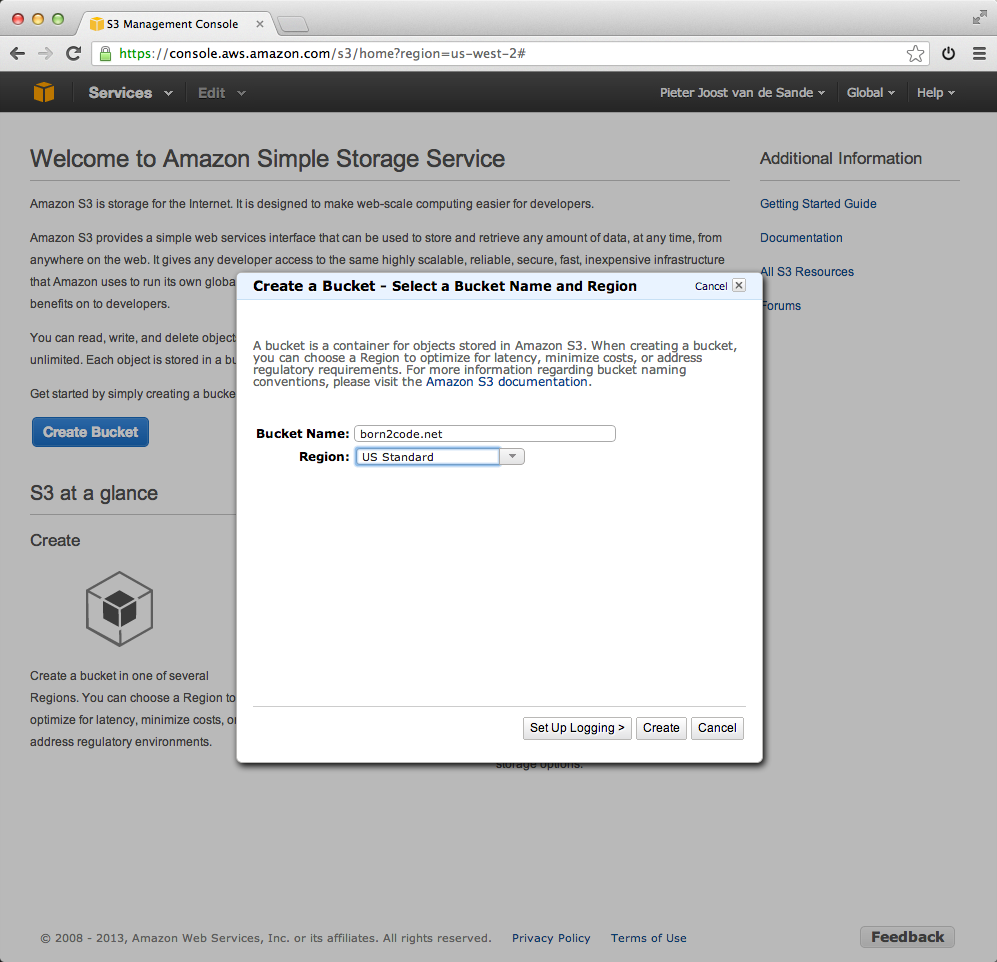 S3 Management Console
https://console.aws.amazon.com/s3/home?region=us-west-2#
Services Edit Pieter Joost van de Sande Global Help
Welcome to Amazon Simple Storage Service
Amazon S3 is storage for the Internet. It is designed to make web-scale computing easier for developers.
Amazon S3 provides a simple web services interface that can be used to store and retrieve any amount of data, at any time, from
anywhere on the web. It gives any developer access to the same highly scalable, reliable, secure, fast, inexpensive infrastructure
that Amazon uses to run its own globa
benefits on to developers.
You can read, write, and delete object
unlimited. Each object is stored in a bu
Get started by simply creating a bucke
Create Bucket
S3 at a glance
Create
Create a bucket in one of several
Regions. You can choose a Region to
optimize for latency, minimize costs, o
address regulatory environments.
Additional Information
Getting Started Guide
Documentation
All S3 Resources
Forums
Create a Bucket - Select a Bucket Name and Region Cancel
A bucket is a container for objects stored in Amazon S3. When creating a bucket,
you can choose a Region to optimize for latency, minimize costs, or address
regulatory requirements. For more information regarding bucket naming
conventions, please visit the Amazon S3 documentation.
Bucket Name: born2code.net
Region: US Standard
Set Up Logging > Create Cancel
storage options.
© 2008 - 2013, Amazon Web Services, Inc. or its affiliates. All rights reserved. Privacy Policy Terms of Use Feedback